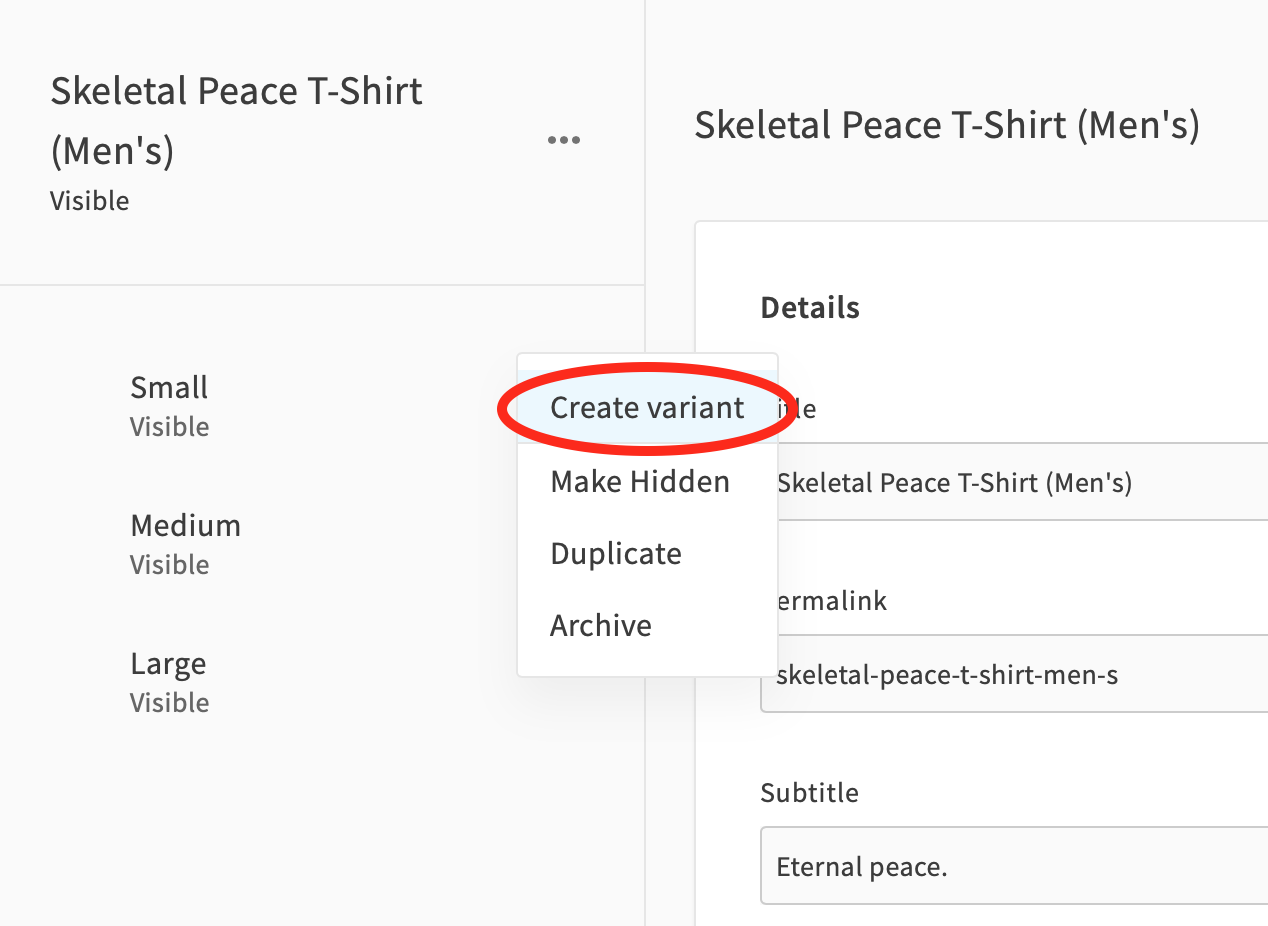 Skeletal Peace T-Shirt
(Men's)
Visible
Small
Visible
Medium
Visible
Large
Visible
Create variant
Make Hidden
Duplicate
Archive
Skeletal Peace T-Shirt (Men's)
Details
itle
Skeletal Peace T-Shirt (Men's)
ermalink
skeletal-peace-t-shirt-men-s
Subtitle
Eternal peace.